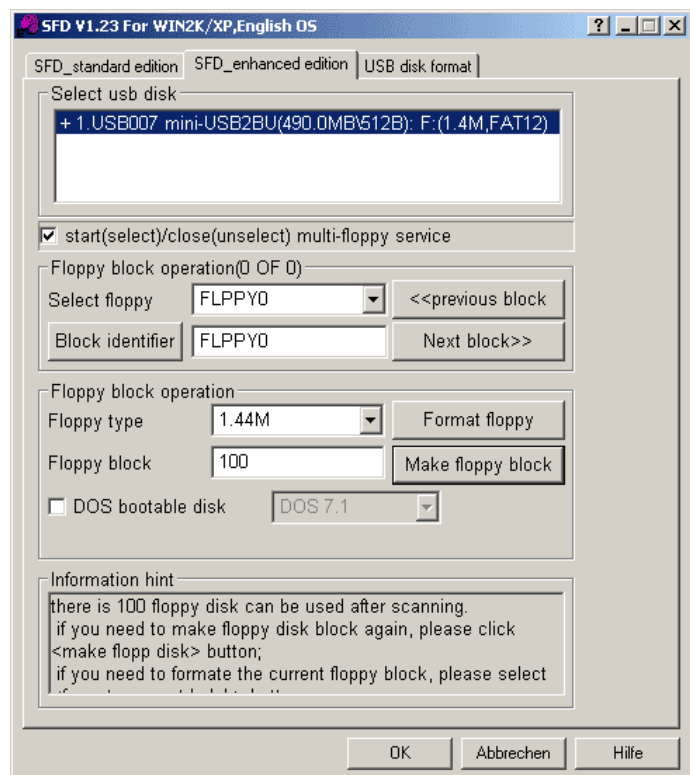 SFD V1.23 For WIN2K/XP,English OS
SFD_standard edition SFD_enhanced edition USB disk format
Select usb disk
+ 1.USB007 mini-USB2BU(490.0MB\512B): F:(1.4M,FAT12)
start(select)/close(unselect) multi-floppy service
Floppy block operation(0 OF 0)
Select floppy FLPPY0 <<previous block
Block identifier FLPPY0 Next block>>
Floppy block operation
Floppy type 1.44M Format floppy
Floppy block 100 Make floppy block
DOS bootable disk DOS 7.1
Information hint
there is 100 floppy disk can be used after scanning.
if you need to make floppy disk block again, please click
<make flopp disk> button;
if you need to formate the current floppy block, please select
OK Abbrechen Hilfe